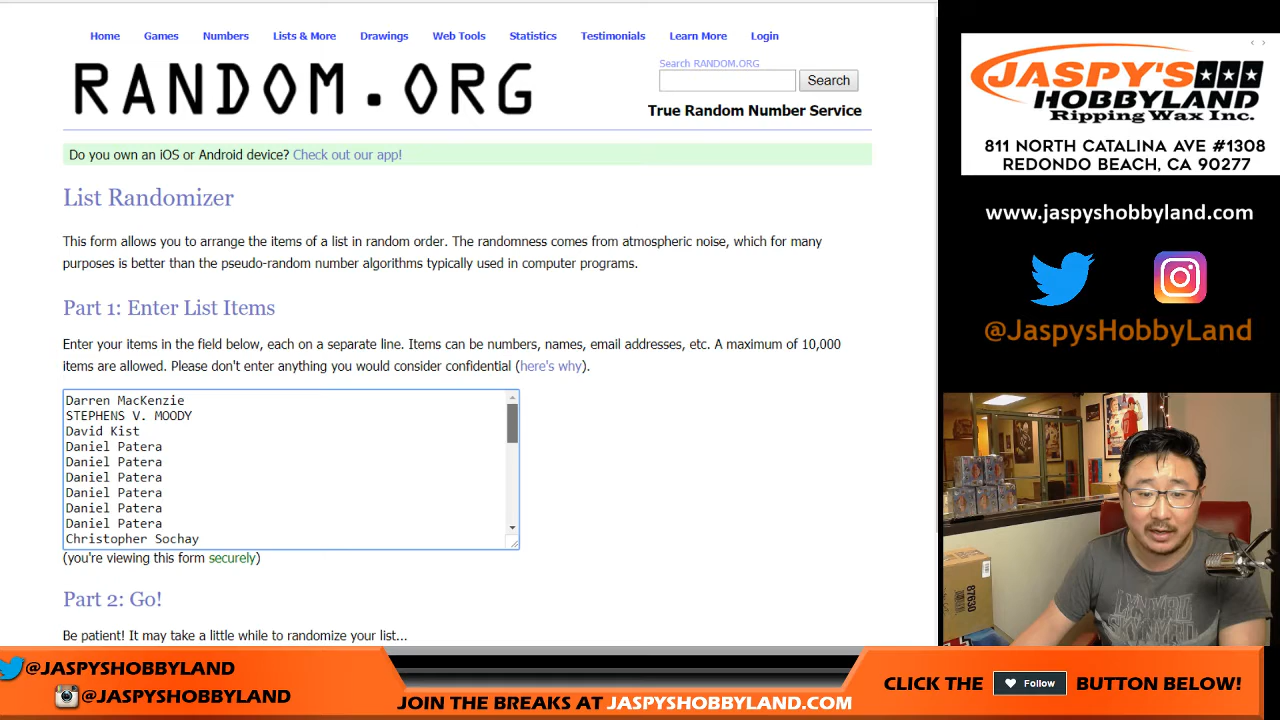 Home Games Numbers Lists & More Drawings Web Tools Statistics Testimonials Learn More Login
RANDOM.ORG
Search RANDOM.ORG
Search
True Random Number Service
Do you own an iOS or Android device? Check out our app!
List Randomizer
This form allows you to arrange the items of a list in random order. The randomness comes from atmospheric noise, which for many
purposes is better than the pseudo-random number algorithms typically used in computer programs.
Part 1: Enter List Items
Enter your items in the field below, each on a separate line. Items can be numbers, names, email addresses, etc. A maximum of 10,000
items are allowed. Please don't enter anything you would consider confidential (here's why).
Darren MacKenzie
STEPHENS V. MOODY
David Kist
Daniel Patera
Daniel Patera
Daniel Patera
Daniel Patera
Daniel Patera
Daniel Patera
Christopher Sochay
(you're viewing this form securely)
Part 2: Go!
Be patient! It may take a little while to randomize your list...
JASPY'S
HOBBYLAND
Ripping Wax Inc.
811 NORTH CATALINA AVE #1308
REDONDO BEACH, CA 90277
www.jaspyshobbyland.com
@JaspysHobbyLand
87630
LYNYRD
SKYNYRD
@JASPYSHOBBYLAND
@JASPYSHOBBYLAND
JOIN THE BREAKS AT JASPYSHOBBYLAND.COM
CLICK THE Follow BUTTON BELOW!